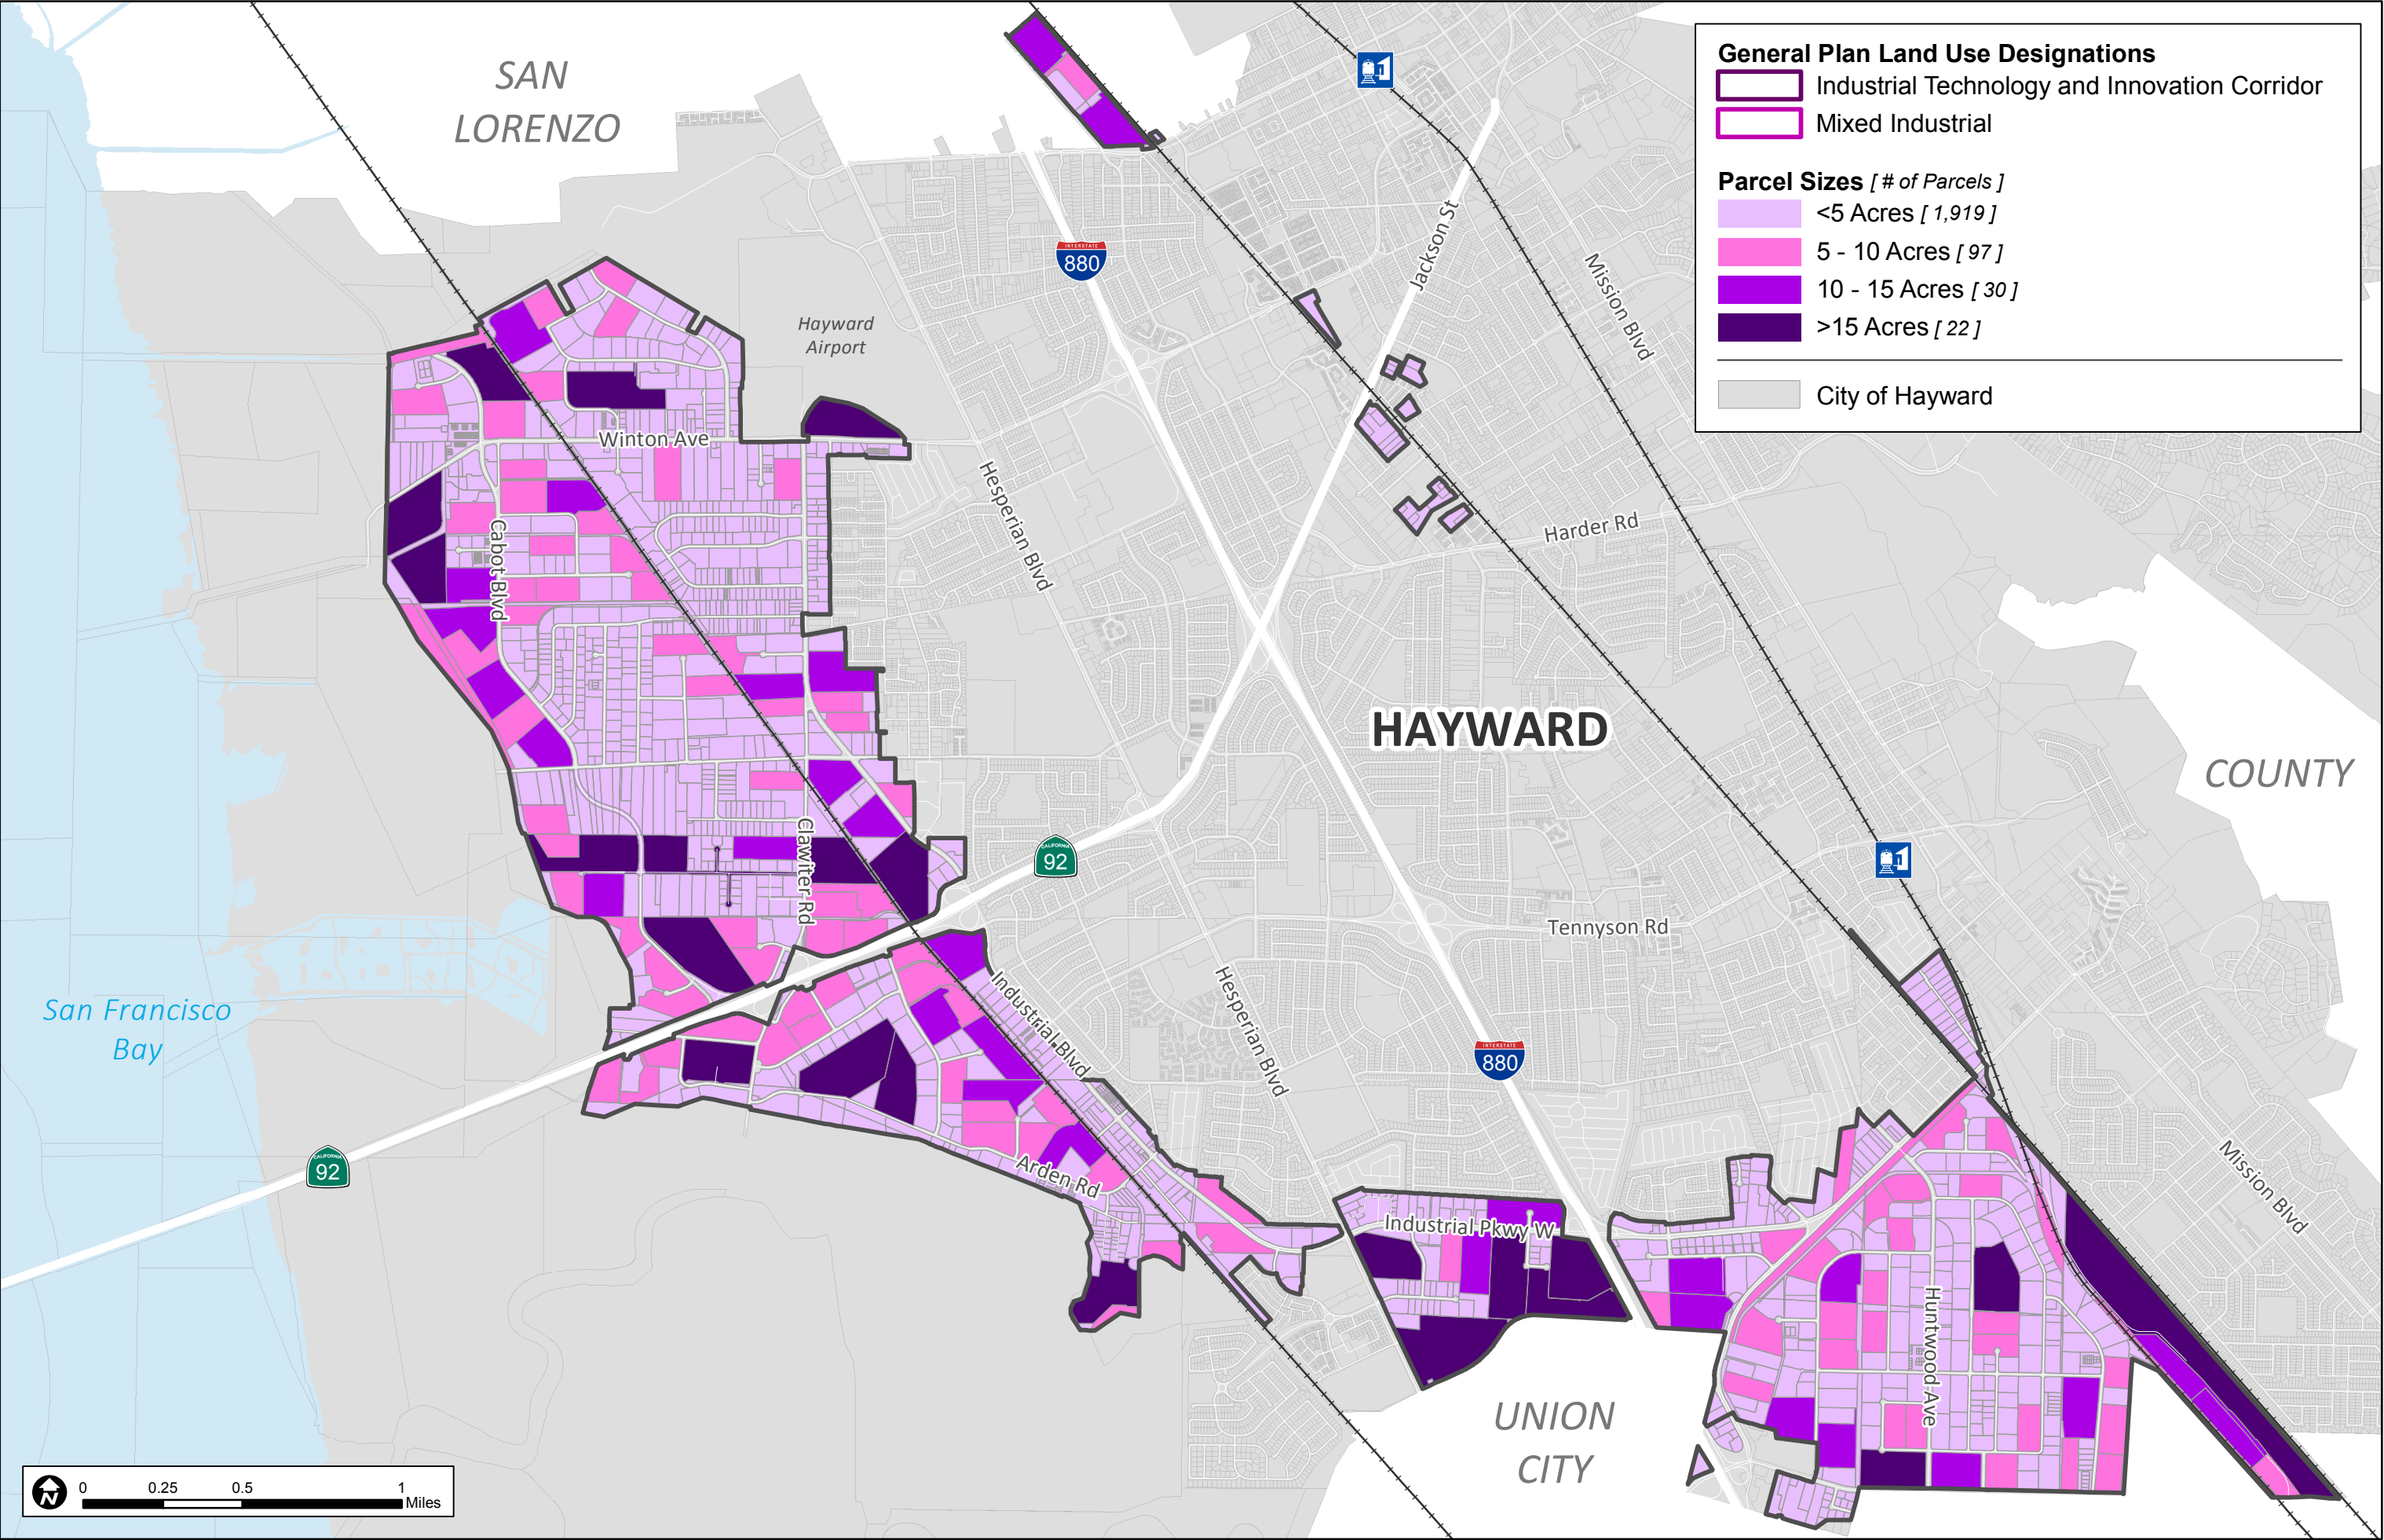 General Plan Land Use Designations
Industrial Technology and Innovation Corridor
Mixed Industrial
Parcel Sizes [ # of Parcels ]
<5 Acres [ 1,919 ]
5 - 10 Acres [ 97 ]
10 - 15 Acres [ 30 ]
>15 Acres [ 22 ]
City of Hayward
SAN
LORENZO
INTERSTATE
880
Jackson St
Mission Blvd
Hayward
Airport
Winton Ave
Hesperian Blvd
Cabot Blvd
Harder Rd
HAYWARD
COUNTY
Clawiter Rd
CALIFORNIA
92
Tennyson Rd
San Francisco
Bay
Industrial Blvd
Hesperian Blvd
INTERSTATE
880
CALIFORNIA
92
Arden Rd
Industrial Pkwy W
Mission Blvd
Huntwood Ave
UNION
CITY
N
0 0.25 0.5 1
Miles